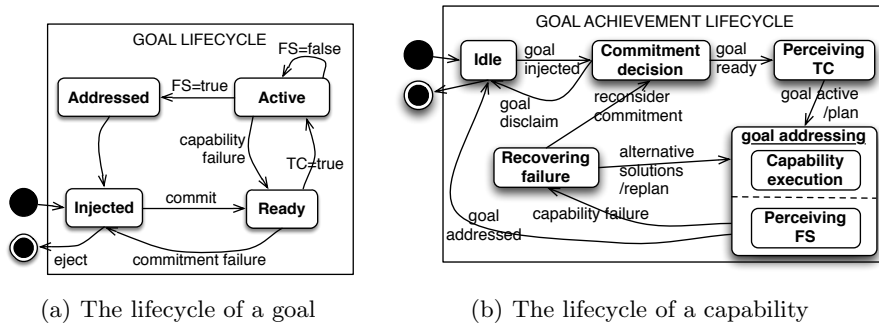 GOAL LIFECYCLE
FS=false
FS=true
Addressed
Active
capability
failure
TC=true
Injected
commit
Ready
eject
commitment failure
(a) The lifecycle of a goal
GOAL ACHIEVEMENT LIFECYCLE
Idle
goal
injected
Commitment
decision
goal
ready
Perceiving
TC
goal
disclaim
reconsider
commitment
goal active
/plan
goal addressing
Capability
execution
Recovering
failure
alternative
solutions
/replan
goal
addressed
capability failure
Perceiving
FS
(b) The lifecycle of a capability